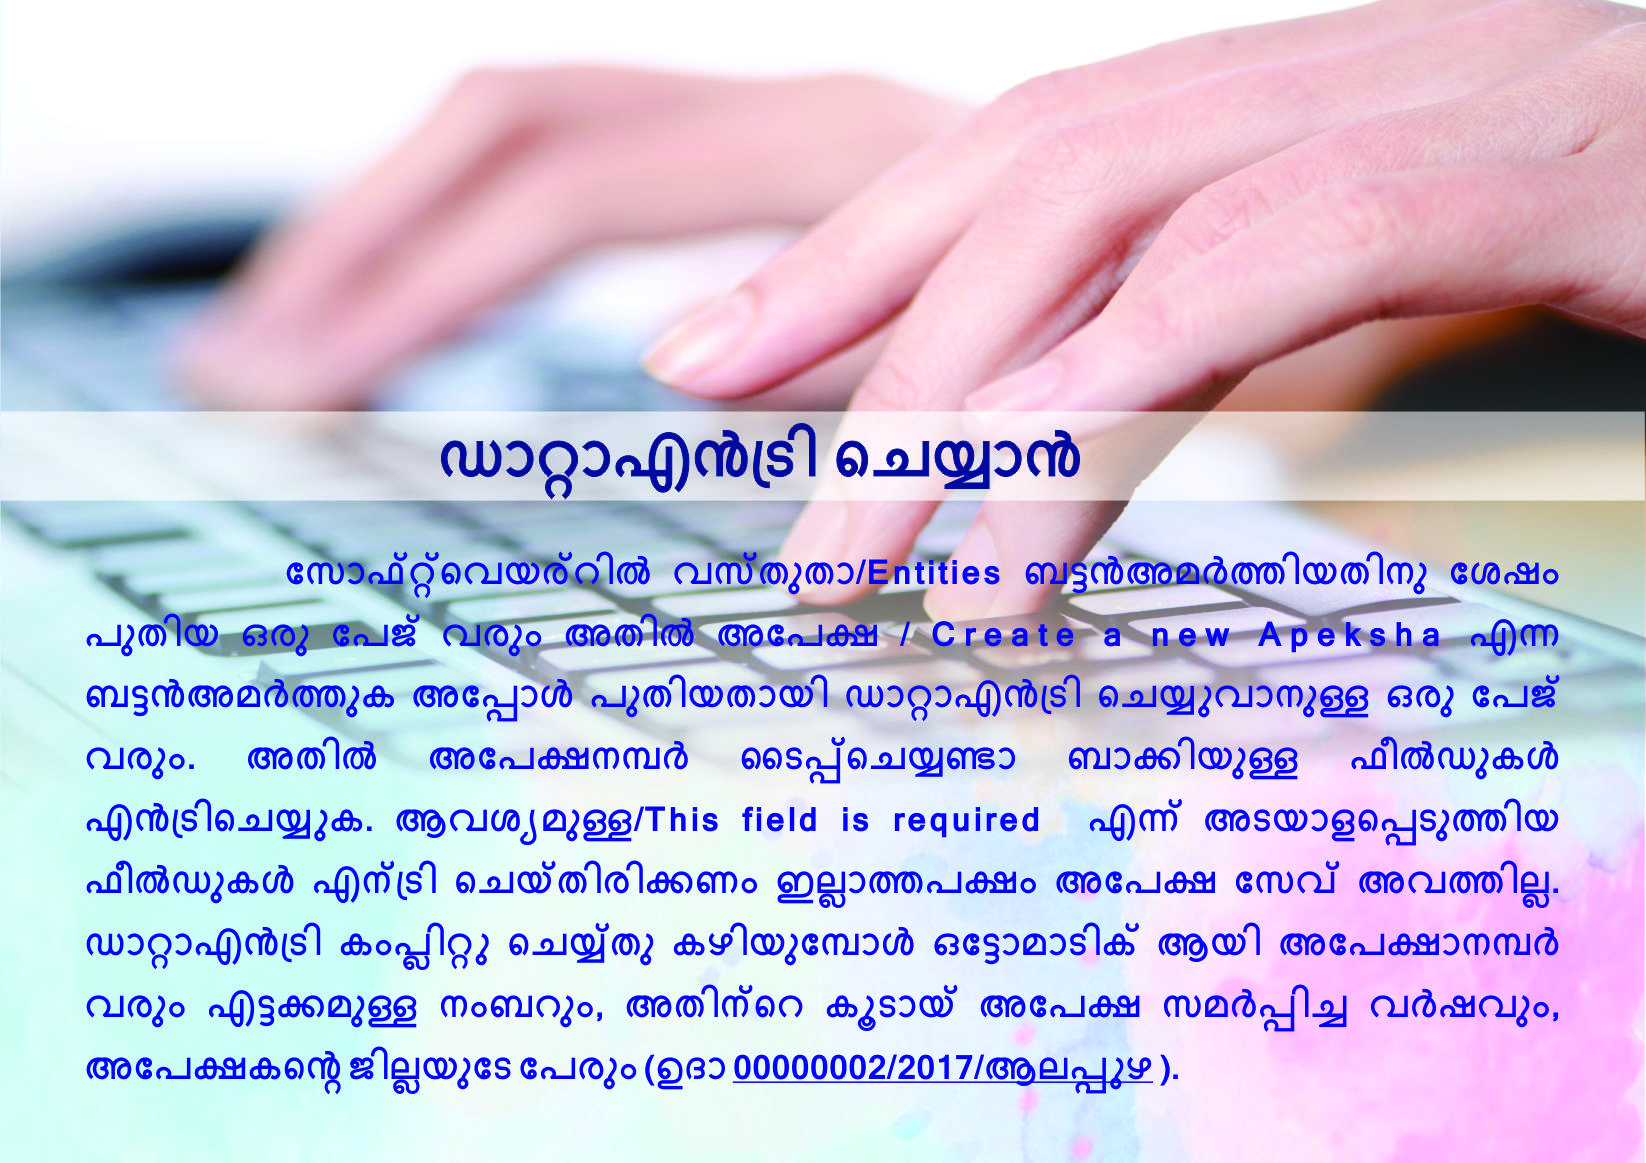 ഡാറ്റാഎൻട്രി ചെയ്യാൻ
സോഫ്റ്റ്‌വെയര്‌റിൽ വസ്തുതാ/Entities ബട്ടൻഅമർത്തിയതിനു ശേഷം
പുതിയ ഒരു പേജ് വരും അതിൽ അപേക്ഷ / Create a new Apeksha എന്ന
ബട്ടൻഅമർത്തുക അപ്പോൾ പുതിയതായി ഡാറ്റാഎൻട്രി ചെയ്യുവാനുള്ള ഒരു പേജ്
വരും. അതിൽ അപേക്ഷനമ്പർ ടൈപ്പ്ചെയ്യണ്ടാ ബാക്കിയുള്ള ഫീൽഡുകൾ
എൻട്രിചെയ്യുക. ആവശ്യമുള്ള/This field is required എന്ന് അടയാളപ്പെടുത്തിയ
ഫീൽഡുകൾ എന്‌ട്രി ചെയ്തിരിക്കണം ഇല്ലാത്തപക്ഷം അപേക്ഷ സേവ് അവത്തില്ല.
ഡാറ്റാഎൻട്രി കംപ്ലിറ്റു ചെയ്യ്തു കഴിയുമ്പോൾ ഒട്ടോമാടിക് ആയി അപേക്ഷാനമ്പർ
വരും എട്ടക്കമുള്ള നംബറും, അതിന്‌റെ കൂടായ് അപേക്ഷ സമർപ്പിച്ച വർഷവും,
അപേക്ഷകന്റെ ജില്ലയുടേ പേരും (ഉദാ 00000002/2017/ആലപ്പുഴ ).